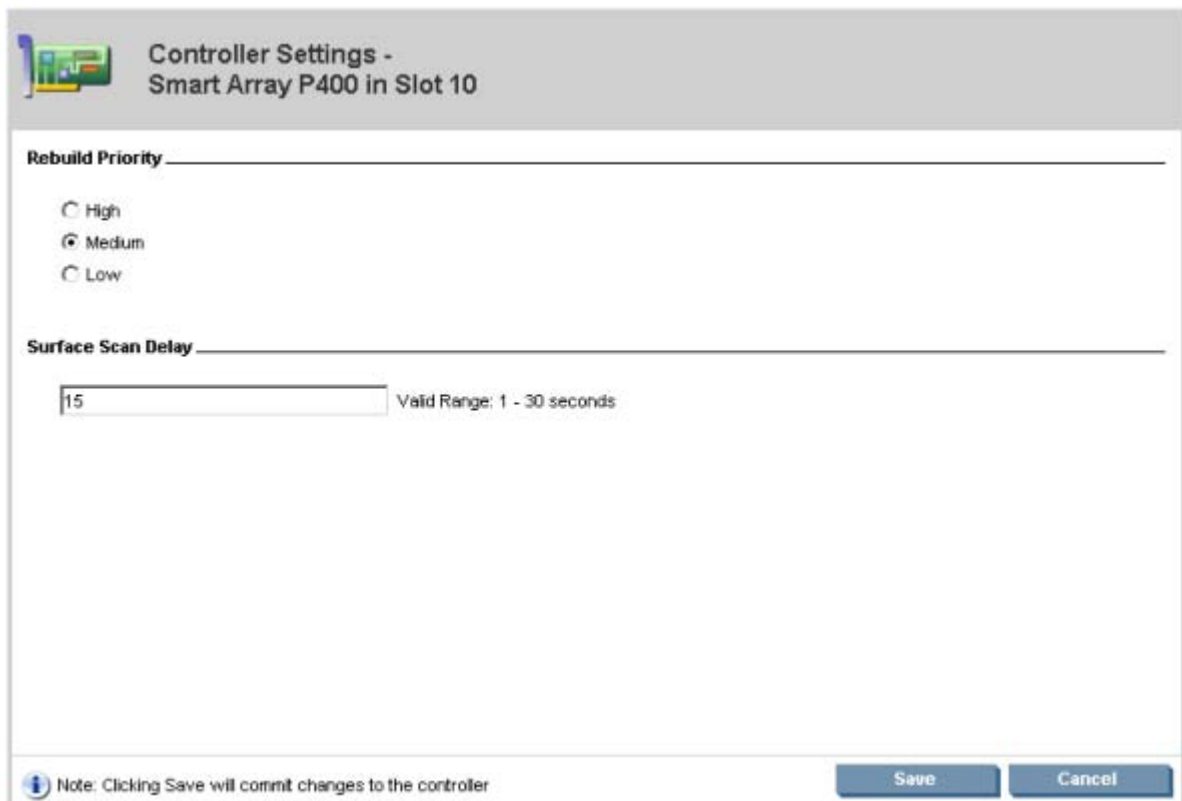 Controller Settings -
Smart Array P400 in Slot 10
Rebuild Priority
High
Medium
Low
Surface Scan Delay
15 Valid Range: 1 - 30 seconds
Note: Clicking Save will commit changes to the controller
Save Cancel